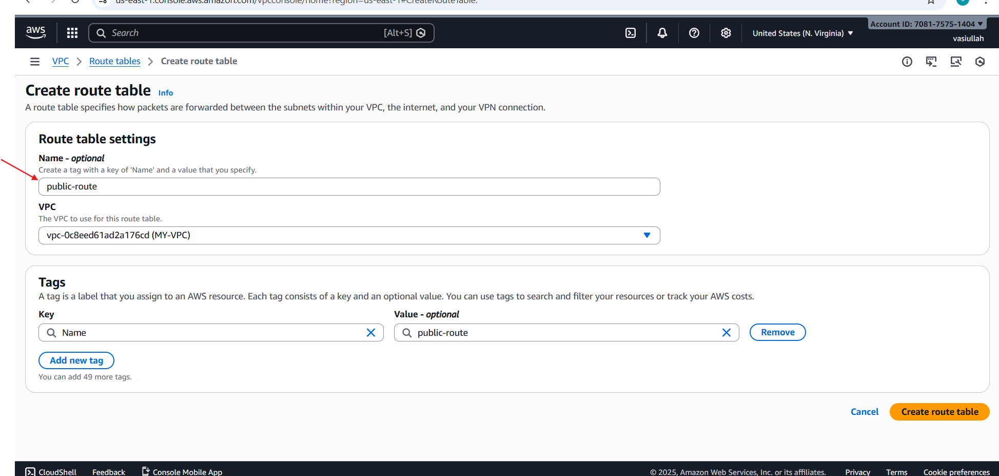 us-east-1.console.aws.amazon.com/vpcconsole/home?region=us-east-1#CreateRouteTable:
aws
Search
[Alt+S]
United States (N. Virginia)
Account ID: 7081-7575-1404
vasiullah
VPC
Route tables
Create route table
Create route table
Info
A route table specifies how packets are forwarded between the subnets within your VPC, the internet, and your VPN connection.
Route table settings
Name - optional
Create a tag with a key of 'Name' and a value that you specify.
public-route
VPC
The VPC to use for this route table.
vpc-0c8eed61ad2a176cd (MY-VPC)
Tags
A tag is a label that you assign to an AWS resource. Each tag consists of a key and an optional value. You can use tags to search and filter your resources or track your AWS costs.
Key
Value - optional
Name
public-route
Remove
Add new tag
You can add 49 more tags.
Cancel
Create route table
CloudShell
Feedback
Console Mobile App
© 2025, Amazon Web Services, Inc. or its affiliates.
Privacy
Terms
Cookie preferences